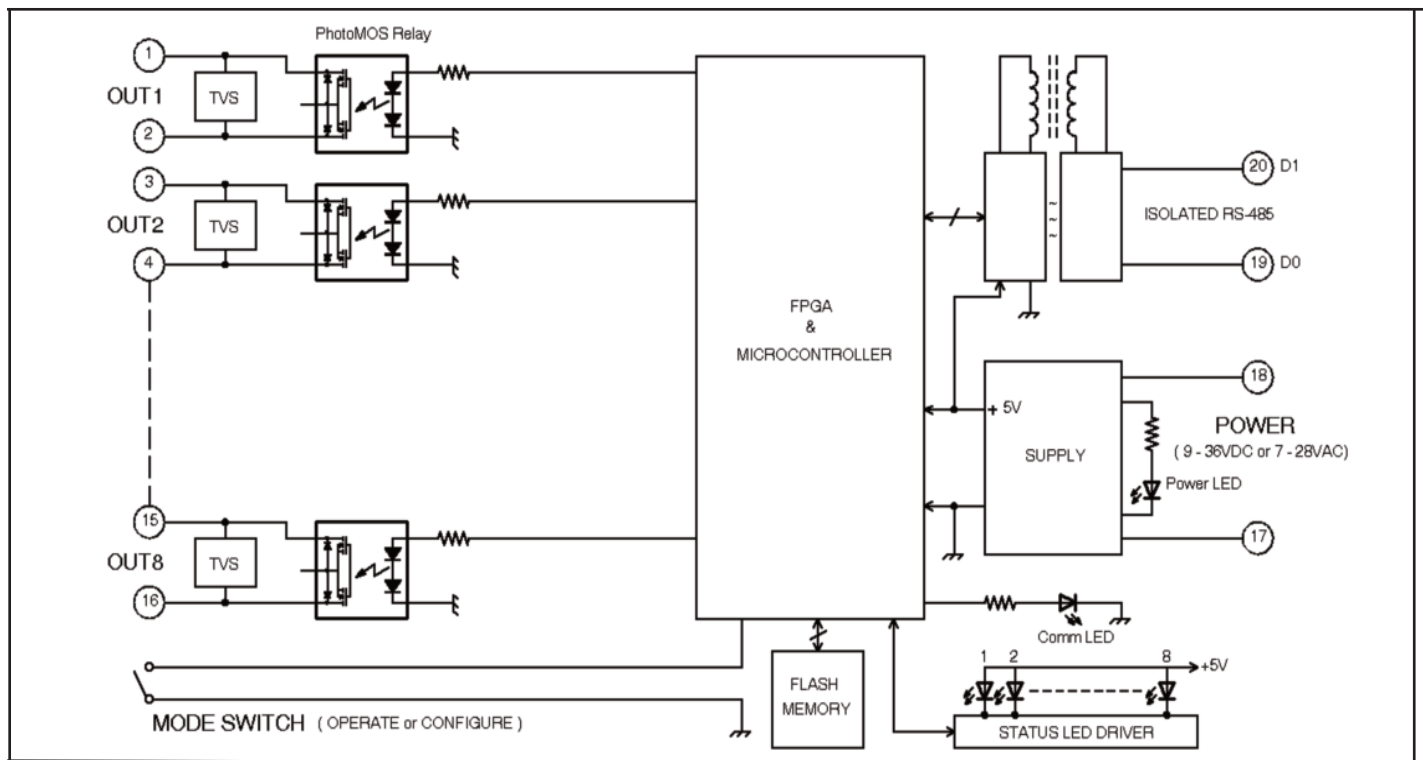 PhotoMOS Relay
1
OUT1
TVS
2
3
OUT2
TVS
4
15
OUT8
TVS
16
MODE SWITCH ( OPERATE or CONFIGURE )
FPGA
&
MICROCONTROLLER
FLASH
MEMORY
20 D1
ISOLATED RS-485
19 D0
~
~
~
+ 5V
SUPPLY
18
POWER
( 9 - 36VDC or 7 - 28VAC)
Power LED
17
Comm LED
1 2 8
+5V
STATUS LED DRIVER